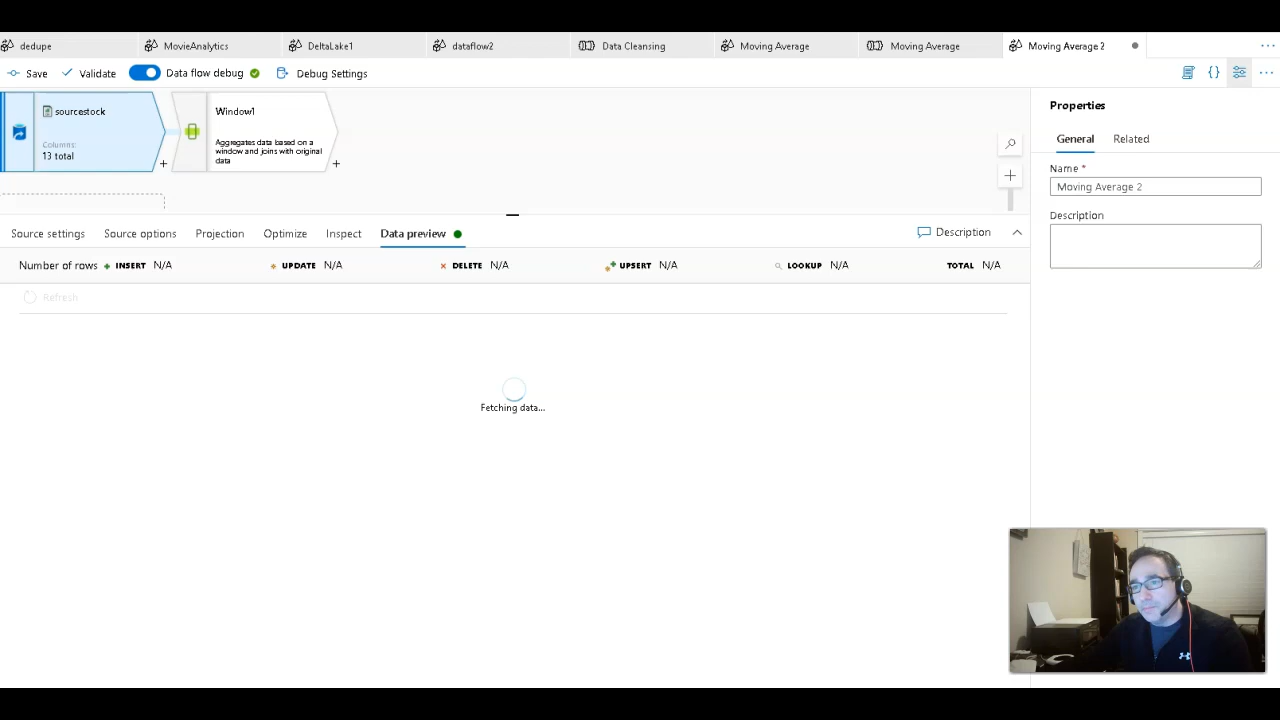 dedupe
MovieAnalytics
DeltaLake1
dataflow2
Data Cleansing
Moving Average
Moving Average
Moving Average 2
Save
Validate
Data flow debug
Debug Settings
sourcestock
Columns:
13 total
Window1
Aggregates data based on a
window and joins with original
data
Properties
General
Related
Name *
Moving Average 2
Description
Source settings
Source options
Projection
Optimize
Inspect
Data preview
Description
Number of rows
INSERT N/A
UPDATE N/A
DELETE N/A
UPSERT N/A
LOOKUP N/A
TOTAL N/A
Refresh
Fetching data...